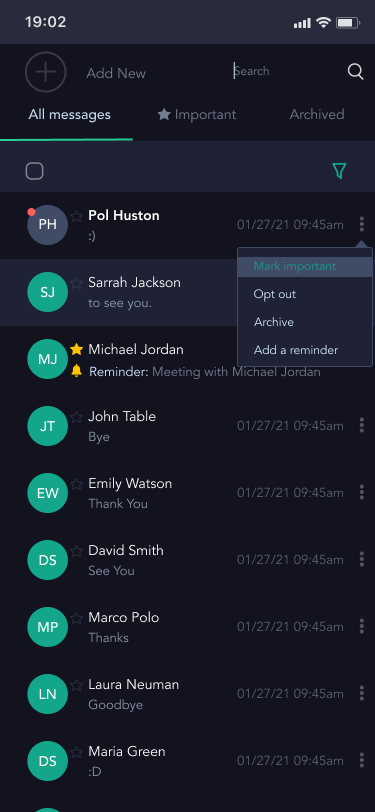 19:02
Add New
Search
All messages
Important
Archived
PH
Pol Huston
01/27/21 09:45am
:)
Mark important
Opt out
Archive
Add a reminder
SJ
Sarrah Jackson
to see you.
MJ
Michael Jordan
Reminder: Meeting with Michael Jordan
JT
John Table
01/27/21 09:45am
Bye
EW
Emily Watson
01/27/21 09:45am
Thank You
DS
David Smith
01/27/21 09:45am
See You
MP
Marco Polo
01/27/21 09:45am
Thanks
LN
Laura Neuman
01/27/21 09:45am
Goodbye
DS
Maria Green
01/27/21 09:45am
:D